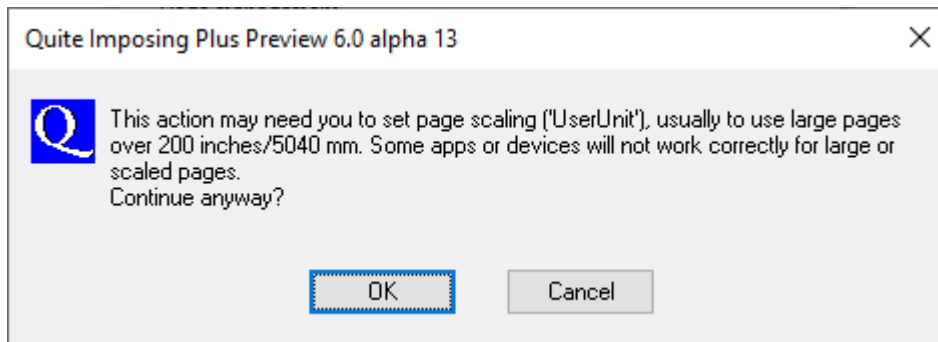 Quite Imposing Plus Preview 6.0 alpha 13
Q
This action may need you to set page scaling ('UserUnit'), usually to use large pages
over 200 inches/5040 mm. Some apps or devices will not work correctly for large or
scaled pages.
Continue anyway?
OK
Cancel